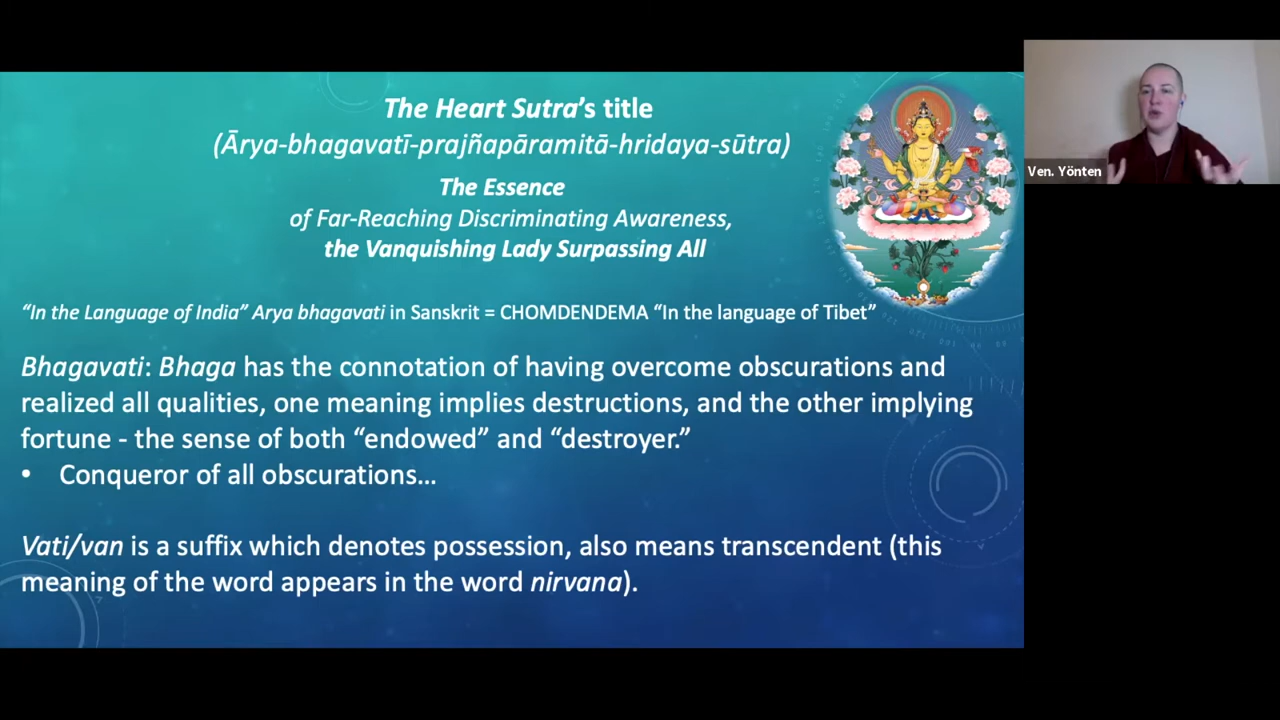 The Heart Sutra’s title
(Ārya-bhagavatī-prajñapāramitā-hridaya-sūtra)
The Essence
of Far-Reaching Discriminating Awareness,
the Vanquishing Lady Surpassing All
“In the Language of India” Arya bhagavati in Sanskrit = CHOMDENDEMA “In the language of Tibet”
Bhagavati: Bhaga has the connotation of having overcome obscurations and
realized all qualities, one meaning implies destructions, and the other implying
fortune - the sense of both “endowed” and “destroyer.”
• Conqueror of all obscurations…
Vati/van is a suffix which denotes possession, also means transcendent (this
meaning of the word appears in the word nirvana).
Ven. Yönten